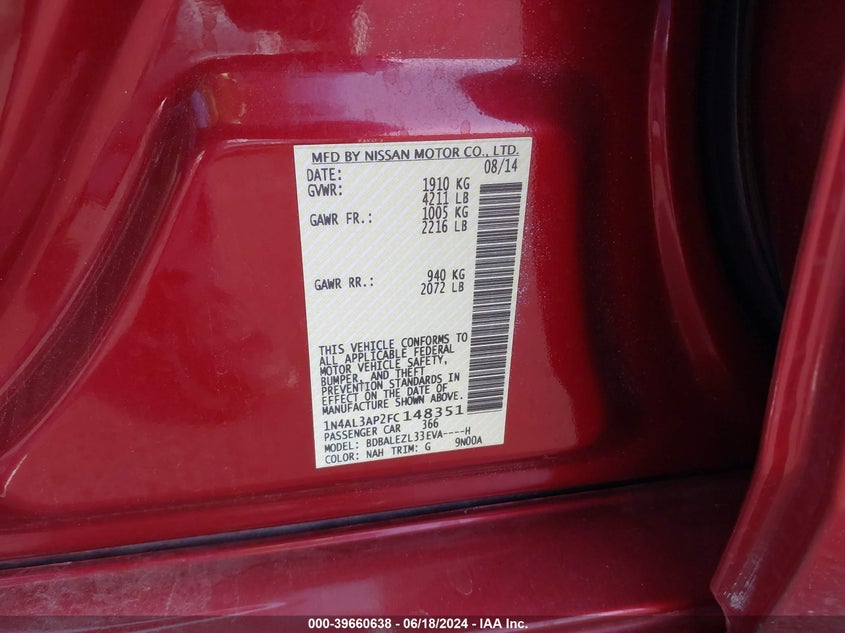 MFD BY NISSAN MOTOR CO., LTD.
DATE: 08/14
GVWR: 1910 KG
4211 LB
GAWR FR.: 1005 KG
2216 LB
GAWR RR.: 940 KG
2072 LB
THIS VEHICLE CONFORMS TO
ALL APPLICABLE FEDERAL
MOTOR VEHICLE SAFETY,
BUMPER, AND THEFT
PREVENTION STANDARDS IN
EFFECT ON THE DATE OF
MANUFACTURE SHOWN ABOVE.
1N4AL3AP2FC148351
PASSENGER CAR 366
MODEL: BDBALEZL33EVA----H
COLOR: NAH TRIM: G 9N00A
000-39660638 - 06/18/2024 - IAA Inc.